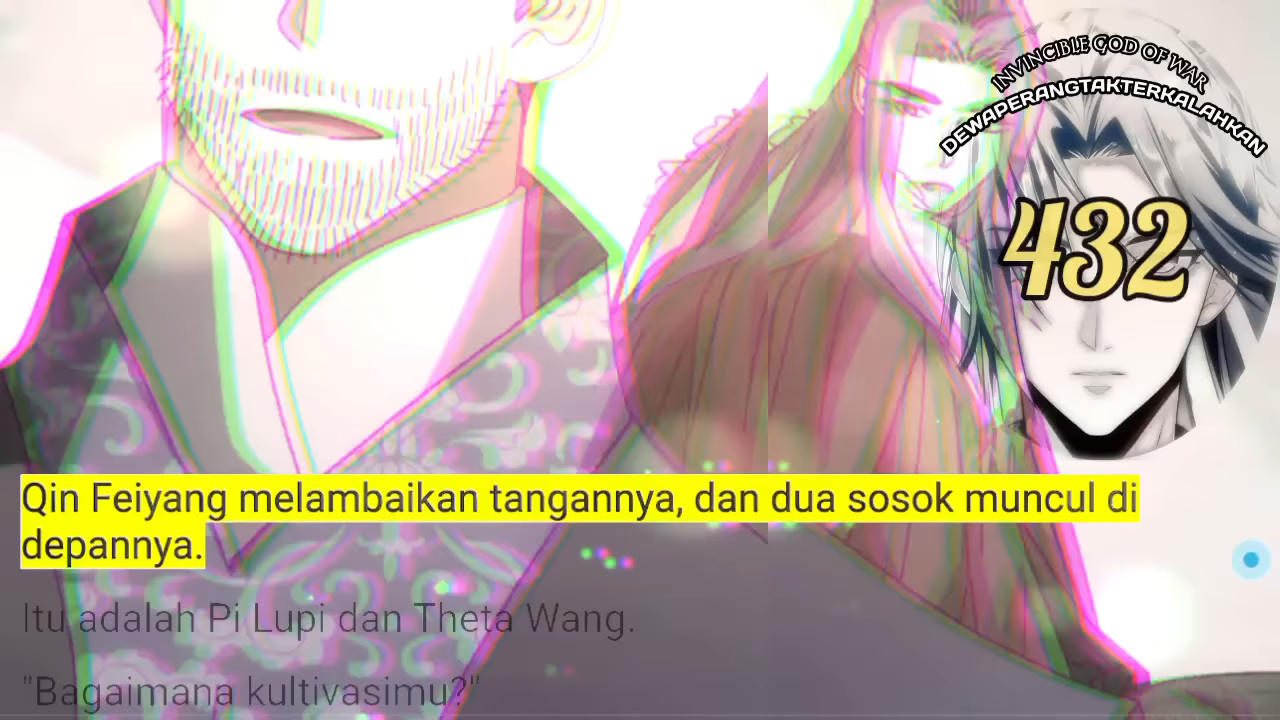 INVINCIBLE GOD OF WAR
DEWAPERANGTAKTERKALAHKAN
432
Qin Feiyang melambaikan tangannya, dan dua sosok muncul di
depannya.
Itu adalah Pi Lupi dan Theta Wang.
"Bagaimana kultivasimu?"